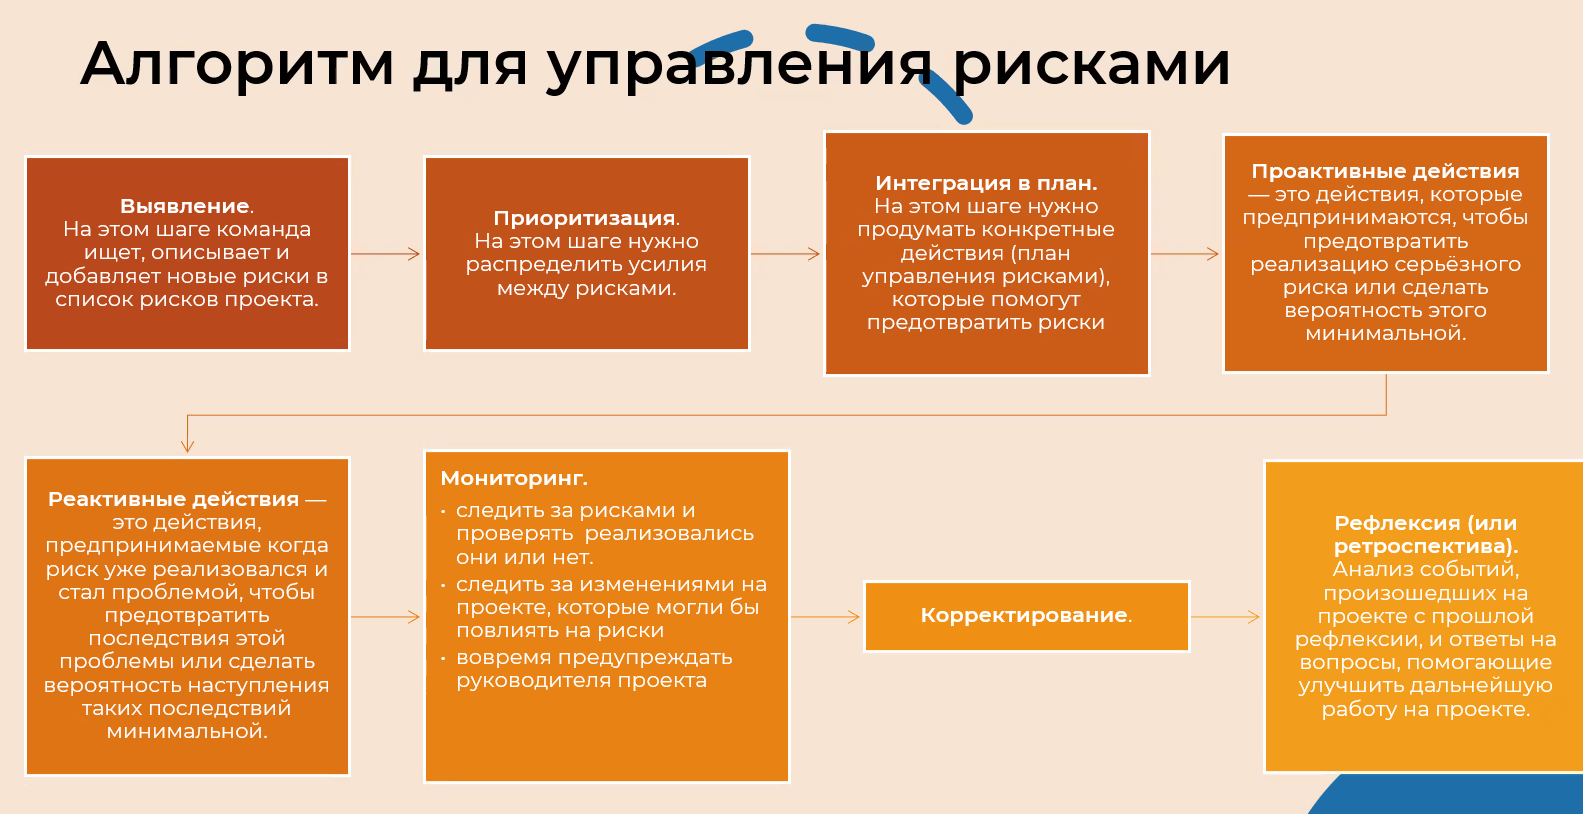 Алгоритм для управления рисками
Выявление.
На этом шаге команда
ищет, описывает и
добавляет новые риски в
список рисков проекта.
Приоритизация.
На этом шаге нужно
распределить усилия
между рисками.
Интеграция в план.
На этом шаге нужно
продумать конкретные
действия (план
управления рисками),
которые помогут
предотвратить риски
Проактивные действия
— это действия, которые
предпринимаются, чтобы
предотвратить
реализацию серьёзного
риска или сделать
вероятность этого
минимальной.
Реактивные действия —
это действия,
предпринимаемые когда
риск уже реализовался и
стал проблемой, чтобы
предотвратить
последствия этой
проблемы или сделать
вероятность наступления
таких последствий
минимальной.
Мониторинг.
• следить за рисками и
проверять  реализовались
они или нет.
• следить за изменениями на
проекте, которые могли бы
повлиять на риски
• вовремя предупреждать
руководителя проекта
Корректирование.
Рефлексия (или
ретроспектива).
Анализ событий,
произошедших на
проекте с прошлой
рефлексии, и ответы на
вопросы, помогающие
улучшить дальнейшую
работу на проекте.